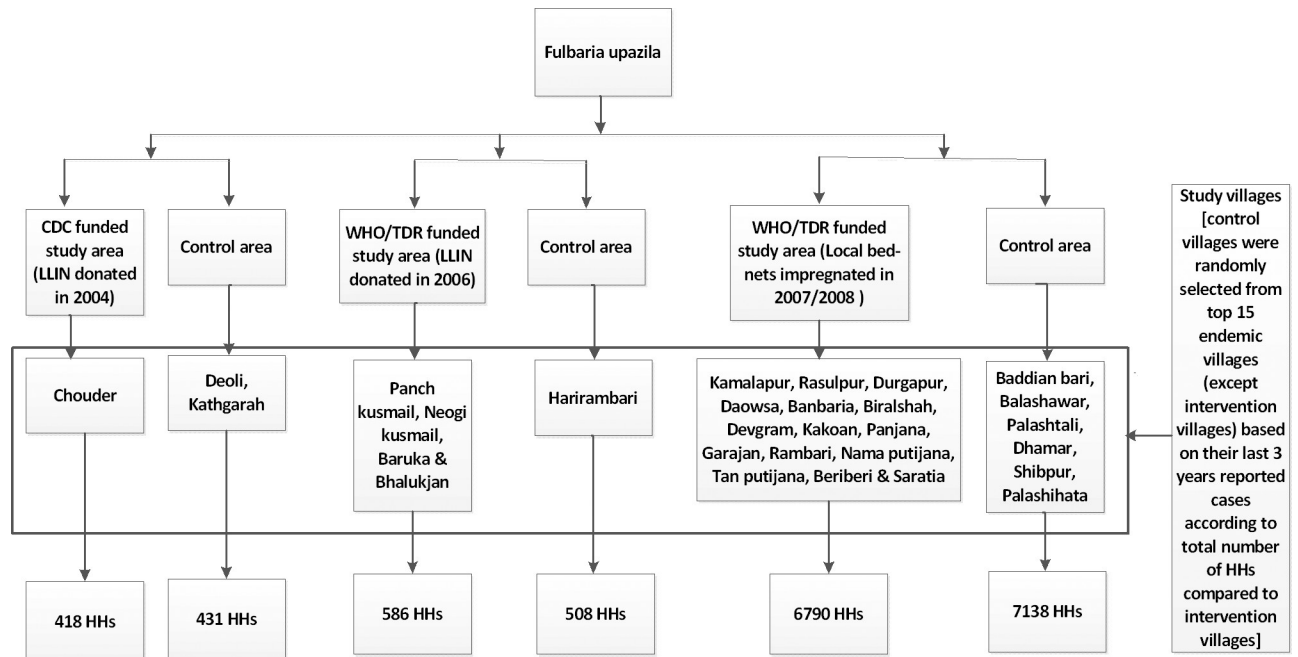 Fulbaria upazila
CDC funded
study area
(LLIN donated
in 2004)
Control area
WHO/TDR funded
study area (LLIN
donated in 2006)
Control area
WHO/TDR funded
study area (Local bed-
nets impregnated in
2007/2008 )
Control area
Study villages
[control
villages were
randomly
selected from
top 15
endemic
villages
(except
intervention
villages) based
on their last 3
years reported
cases
according to
total number
of HHs
compared to
intervention
villages]
Chouder
Deoli,
Kathgarah
Panch
kusmail, Neogi
kusmail,
Baruka &
Bhalukjan
Harirambari
Kamalapur, Rasulpur, Durgapur,
Daowsa, Banbaria, Biralshah,
Devgram, Kakoan, Panjana,
Garajan, Rambari, Nama putijana,
Tan putijana, Beriberi & Saratia
Baddian bari,
Balashawar,
Palashtali,
Dhamar,
Shibpur,
Palashihata
418 HHs
431 HHs
586 HHs
508 HHs
6790 HHs
7138 HHs